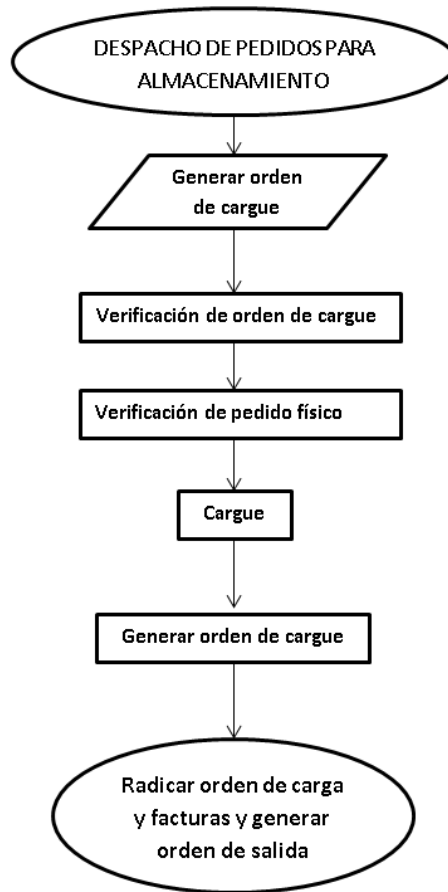 DESPACHO DE PEDIDOS PARA
ALMACENAMIENTO
Generar orden
de cargue
Verificación de orden de cargue
Verificación de pedido físico
Cargue
Generar orden de cargue
Radicar orden de carga
y facturas y generar
orden de salida